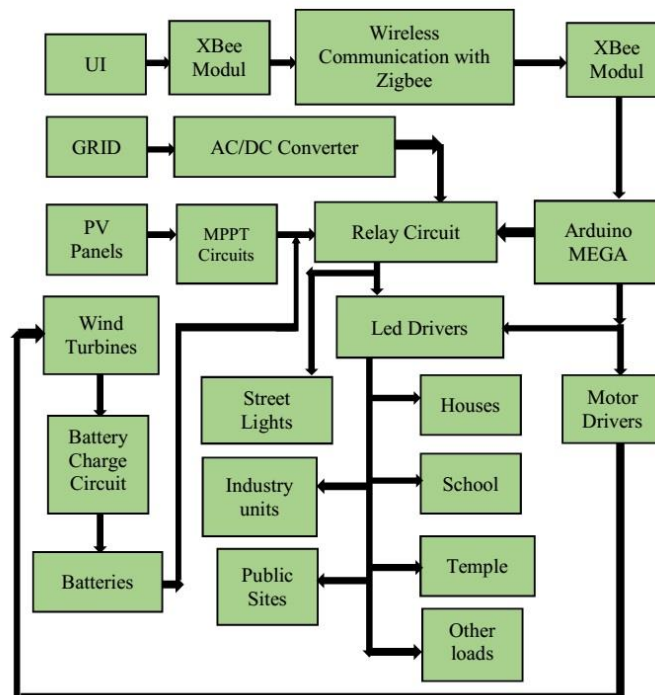 UI
XBee
Modul
Wireless
Communication with
Zigbee
XBee
Modul
GRID
AC/DC Converter
PV
Panels
MPPT
Circuits
Relay Circuit
Arduino
MEGA
Wind
Turbines
Led Drivers
Street
Lights
Houses
Motor
Drivers
Battery
Charge
Circuit
Industry
units
School
Batteries
Public
Sites
Temple
Other
loads